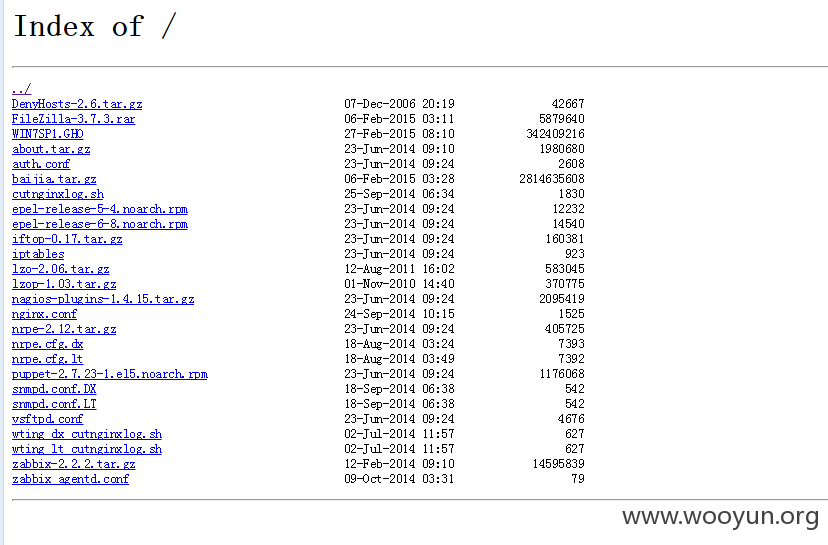 Index of /
../
DenyHosts-2.6.tar.gz 07-Dec-2006 20:19 42667
FileZilla-3.7.3.rar 06-Feb-2015 03:11 5879640
WIN7SP1.GHO 27-Feb-2015 08:10 342409216
about.tar.gz 23-Jun-2014 09:10 1980680
auth.conf 23-Jun-2014 09:24 2608
baijia.tar.gz 06-Feb-2015 03:28 2814635608
cutnginxlog.sh 25-Sep-2014 06:34 1830
epel-release-5-4.noarch.rpm 23-Jun-2014 09:24 12232
epel-release-6-8.noarch.rpm 23-Jun-2014 09:24 14540
iftop-0.17.tar.gz 23-Jun-2014 09:24 160381
iptables 23-Jun-2014 09:24 923
lzo-2.06.tar.gz 12-Aug-2011 16:02 583045
lzop-1.03.tar.gz 01-Nov-2010 14:40 370775
nagios-plugins-1.4.15.tar.gz 23-Jun-2014 09:24 2095419
nginx.conf 24-Sep-2014 10:15 1525
nrpe-2.12.tar.gz 23-Jun-2014 09:24 405725
nrpe.cfg.dx 18-Aug-2014 03:24 7393
nrpe.cfg.lt 18-Aug-2014 03:49 7392
puppet-2.7.23-1.el5.noarch.rpm 23-Jun-2014 09:24 1176068
snmpd.conf.DX 18-Sep-2014 06:38 542
snmpd.conf.LT 18-Sep-2014 06:38 542
vsftpd.conf 23-Jun-2014 09:24 4676
wting_dx_cutnginxlog.sh 02-Jul-2014 11:57 627
wting_lt_cutnginxlog.sh 02-Jul-2014 11:57 627
zabbix-2.2.2.tar.gz 12-Feb-2014 09:10 14595839
zabbix_agentd.conf 09-Oct-2014 03:31 79
www.wooyun.org